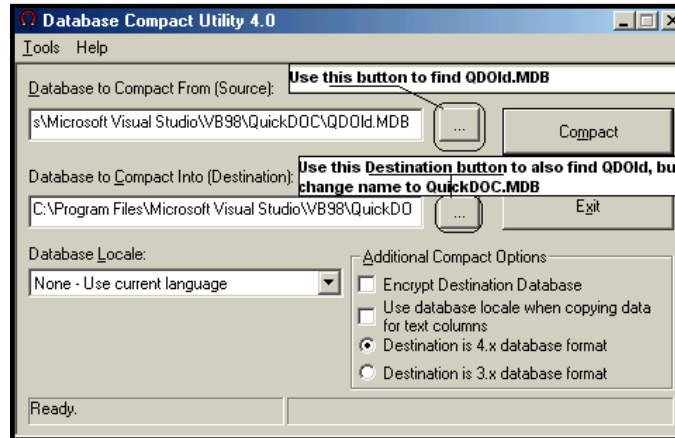 Database Compact Utility 4.0
Tools Help
Use this button to find QDOld.MDB
Database to Compact From (Source):
s\Microsoft Visual Studio\VB98\QuickDOC\QDOld.MDB
...
Compact
Use this Destination button to also find QDOld, bu
change name to QuickDOC.MDB
Database to Compact Into (Destination):
C:\Program Files\Microsoft Visual Studio\VB98\QuickDO
...
Exit
Database Locale:
None - Use current language
Additional Compact Options
Encrypt Destination Database
Use database locale when copying data
for text columns
Destination is 4.x database format
Destination is 3.x database format
Ready.